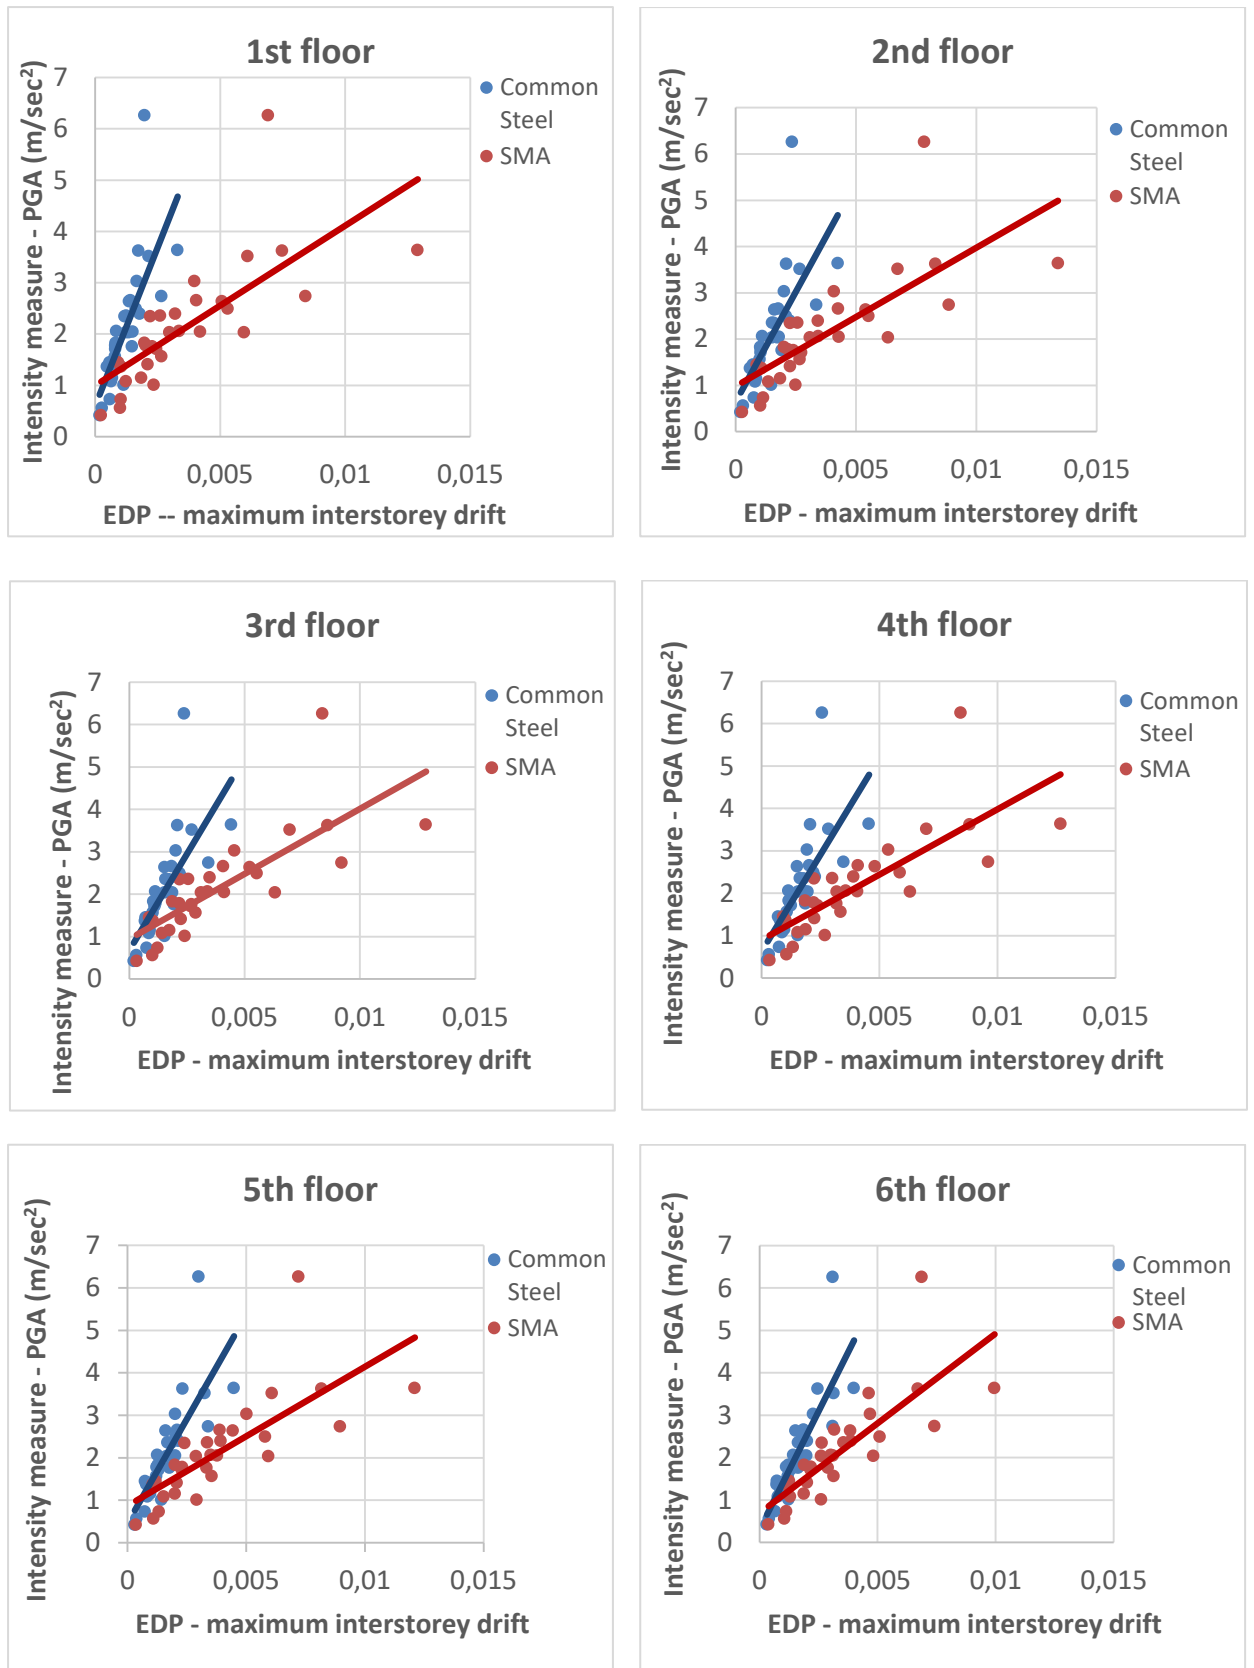 1st floor
Intensity measure - PGA (m/sec²)
7
6
5
4
3
2
1
0
0
0,005
0,01
0,015
EDP -- maximum interstorey drift
Common
Steel
SMA
2nd floor
Intensity measure - PGA (m/sec²)
7
6
5
4
3
2
1
0
0
0,005
0,01
0,015
EDP - maximum interstorey drift
Common
Steel
SMA
3rd floor
Intensity measure - PGA (m/sec²)
7
6
5
4
3
2
1
0
0
0,005
0,01
0,015
EDP - maximum interstorey drift
Common
Steel
SMA
4th floor
Intensity measure - PGA (m/sec²)
7
6
5
4
3
2
1
0
0
0,005
0,01
0,015
EDP - maximum interstorey drift
Common
Steel
SMA
5th floor
Intensity measure - PGA (m/sec²)
7
6
5
4
3
2
1
0
0
0,005
0,01
0,015
EDP - maximum interstorey drift
Common
Steel
SMA
6th floor
Intensity measure - PGA (m/sec²)
7
6
5
4
3
2
1
0
0
0,005
0,01
0,015
EDP - maximum interstorey drift
Common
Steel
SMA